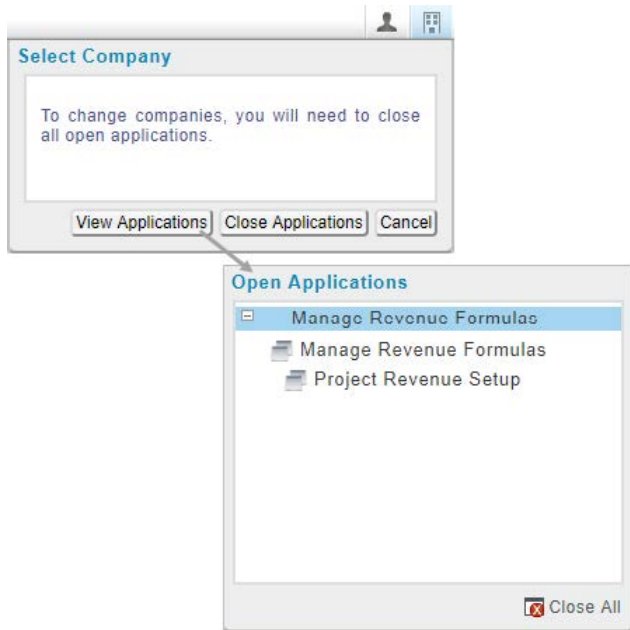 Select Company
To change companies, you will need to close
all open applications.
View Applications Close Applications Cancel
Open Applications
Manage Revenue Formulas
Manage Revenue Formulas
Project Revenue Setup
Close All